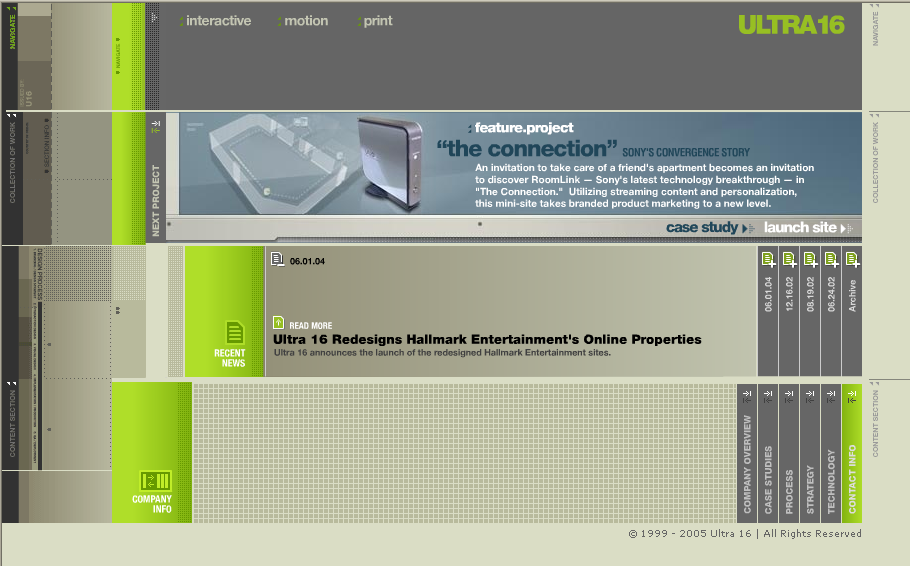 NAVIGATE
: interactive
: motion
: print
ULTRA16
NAVIGATE
NAVIGATE
U16
COLLECTION OF WORK
NEXT PROJECT
: feature.project
“the connection” SONY'S CONVERGENCE STORY
An invitation to take care of a friend's apartment becomes an invitation
to discover RoomLink — Sony's latest technology breakthrough — in
"The Connection." Utilizing streaming content and personalization,
this mini-site takes branded product marketing to a new level.
case study
launch site
COLLECTION OF WORK
DESIGN PROCESS
RECENT
NEWS
06.01.04
READ MORE
Ultra 16 Redesigns Hallmark Entertainment's Online Properties
Ultra 16 announces the launch of the redesigned Hallmark Entertainment sites.
06.01.04
12.16.02
08.19.02
06.24.02
Archive
CONTENT SECTION
COMPANY
INFO
COMPANY OVERVIEW
CASE STUDIES
PROCESS
STRATEGY
TECHNOLOGY
CONTACT INFO
CONTENT SECTION
© 1999 - 2005 Ultra 16 | All Rights Reserved